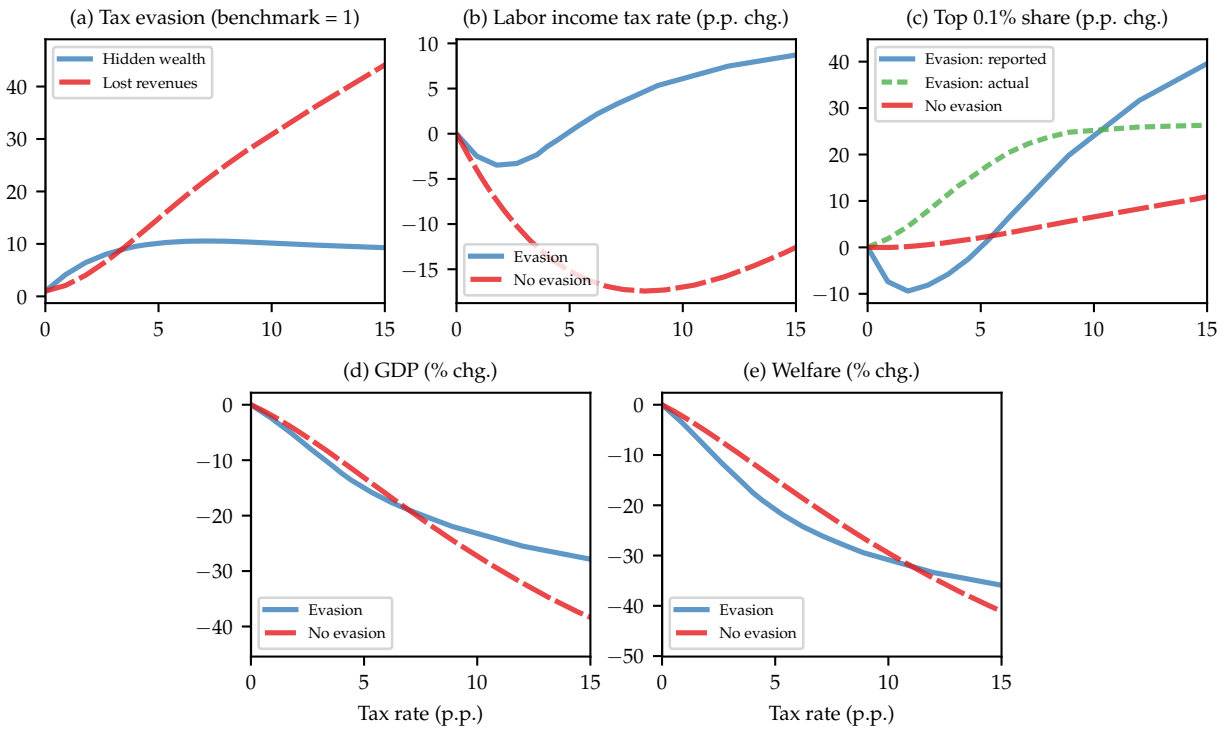 (a) Tax evasion (benchmark = 1)
40
30
20
10
0
0 5 10 15
Hidden wealth
Lost revenues
(b) Labor income tax rate (p.p. chg.)
10
5
0
−5
−10
−15
0 5 10 15
Evasion
No evasion
(c) Top 0.1% share (p.p. chg.)
40
30
20
10
0
−10
0 5 10 15
Evasion: reported
Evasion: actual
No evasion
(d) GDP (% chg.)
0
−10
−20
−30
−40
0 5 10 15
Evasion
No evasion
Tax rate (p.p.)
(e) Welfare (% chg.)
0
−10
−20
−30
−40
−50
0 5 10 15
Evasion
No evasion
Tax rate (p.p.)